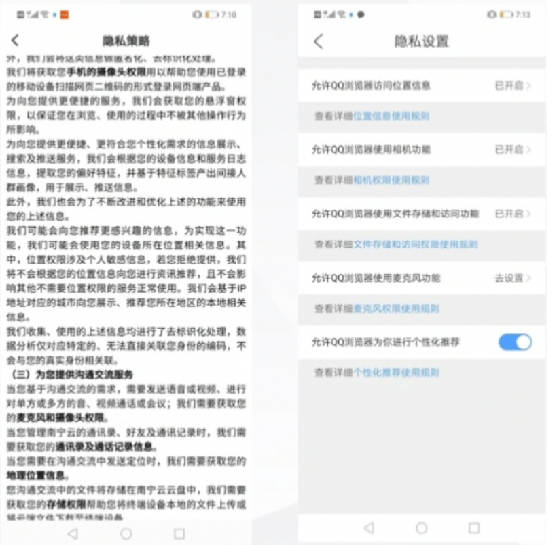 7:10
隐私策略
外，我们会将这类信息做匿名化、去标识化处理。
我们将获取您手机的摄像头权限用以帮助您使用已登录
的移动设备扫描网页二维码的形式登录网页端产品。
为向您提供更便捷的服务，我们会获取您的悬浮窗权
限，以保证您在浏览、使用的过程中不被其他操作行为
所影响。
为向您提供更便捷、更符合您个性化需求的信息展示、
搜索及推送服务，我们会根据您的设备信息和服务日志
信息，提取您的偏好特征，并基于特征标签产出间接人
群画像，用于展示、推送信息。
此外，我们也会为了不断改进和优化上述的功能来使用
您的上述信息。
我们可能会向您推荐更感兴趣的信息，为实现这一功
能，我们可能会使用您的设备所在位置相关信息。其
中，位置权限涉及个人敏感信息，若您拒绝提供，我们
将不会根据您的位置信息向您进行资讯推荐，且不会影
响其他不需要位置权限的服务正常使用。我们会基于IP
地址对应的城市向您展示、推荐您所在地区的本地相关
信息。
我们收集、使用的上述信息均进行了去标识化处理，数
据分析仅对应特定的、无法直接关联您身份的编码，不
会与您的真实身份相关联。
（三）为您提供沟通交流服务
当您基于沟通交流的需求，需要发送语音或视频、进行
对单方或多方的音、视频通话或会议；我们需要获取您
的麦克风和摄像头权限。
当您管理南宁云的通讯录、好友及通讯记录时，我们需
要获取您的通讯录及通话记录信息。
当您需要在沟通交流中发送定位时，我们需要获取您的
地理位置信息。
您沟通交流中的文件将存储在南宁云云盘中，我们需要
获取您的存储权限帮助您将终端设备本地的文件上传或
将云端文件下载至终端设备
7:13
隐私设置
允许QQ浏览器访问位置信息 已开启
查看详细位置信息使用规则
允许QQ浏览器使用相机功能 已开启
查看详细相机权限使用规则
允许QQ浏览器使用文件存储和访问功能 已开启
查看详细文件存储和访问权限使用规则
允许QQ浏览器使用麦克风功能 去设置
查看详细麦克风权限使用规则
允许QQ浏览器为你进行个性化推荐
查看详细个性化推荐使用规则